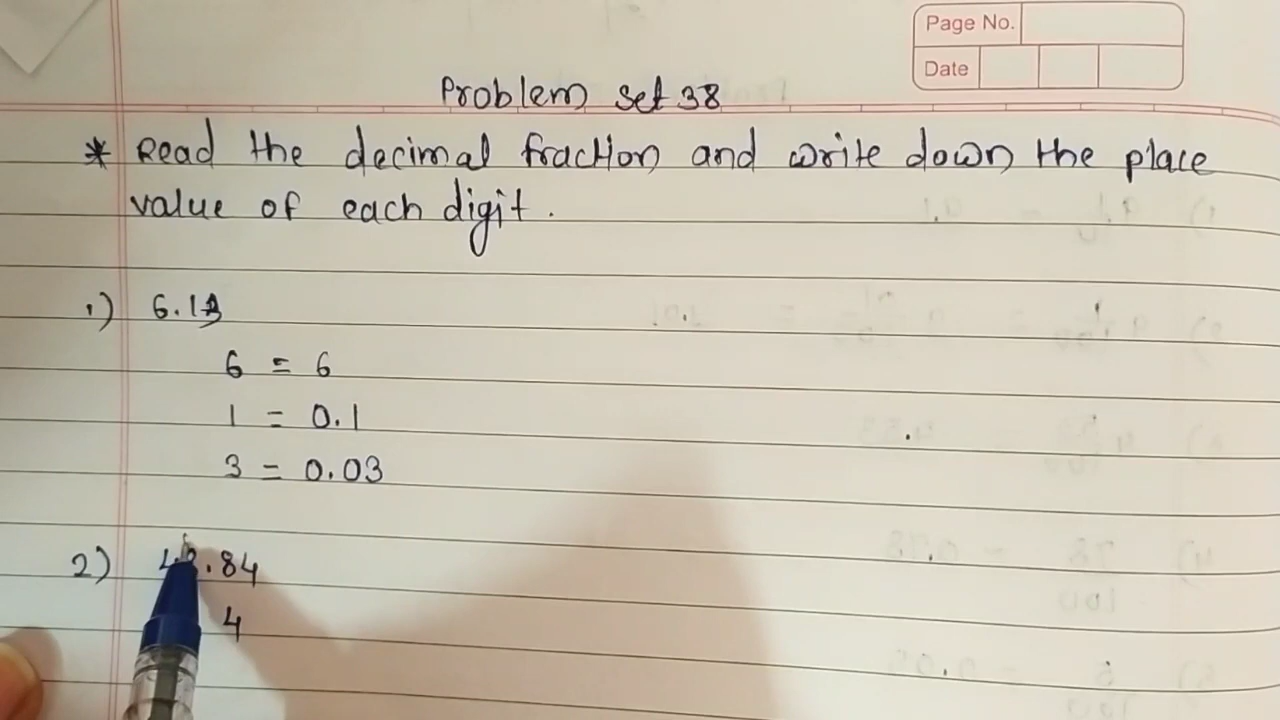 Page No.
Date
Problem set 38
* Read the decimal fraction and write down the place
value of each digit.
1) 6.13
6 = 6
1 = 0.1
3 = 0.03
2) .84
4